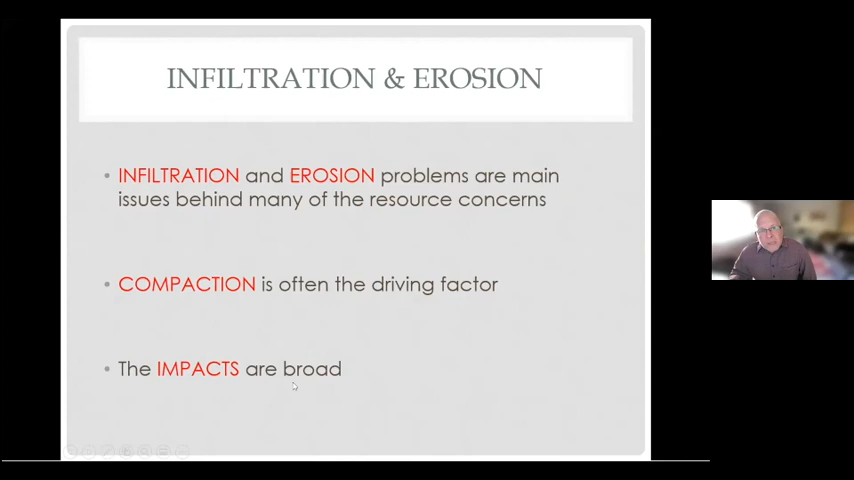 INFILTRATION & EROSION
• INFILTRATION and EROSION problems are main
issues behind many of the resource concerns
• COMPACTION is often the driving factor
• The IMPACTS are broad